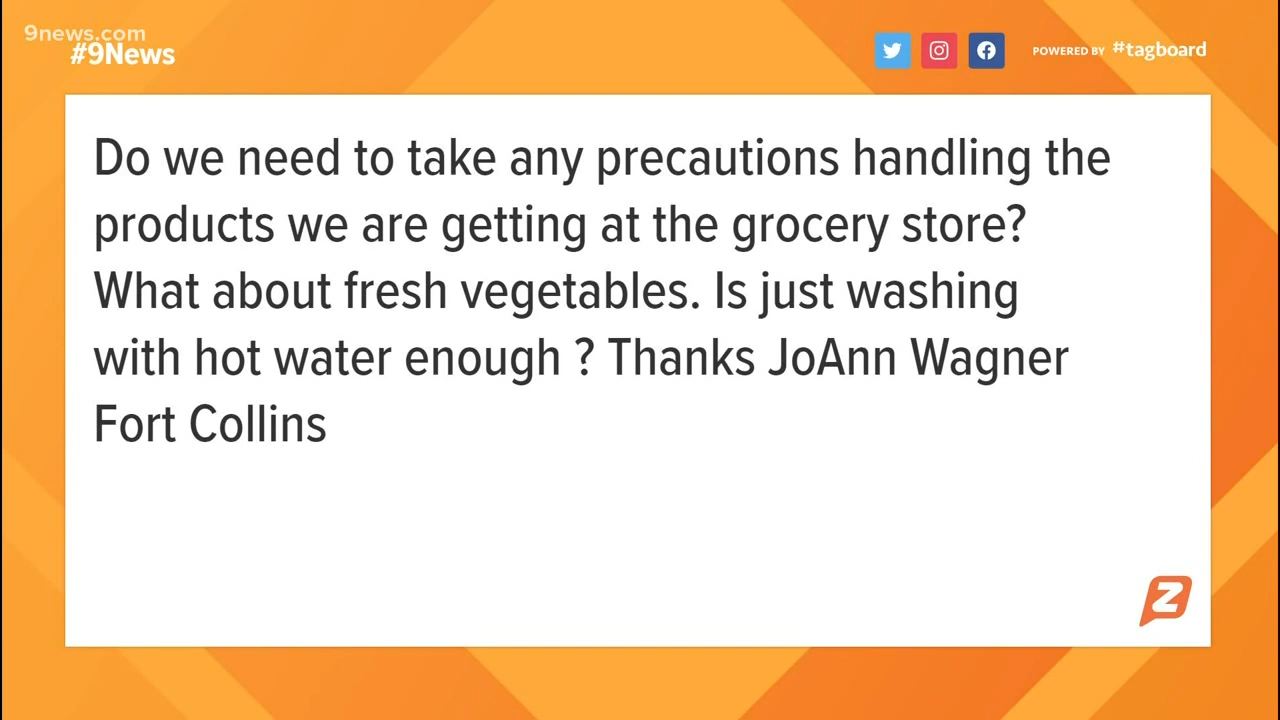 9news.com
#9News
POWERED BY #tagboard
Do we need to take any precautions handling the
products we are getting at the grocery store?
What about fresh vegetables. Is just washing
with hot water enough ? Thanks JoAnn Wagner
Fort Collins
Z